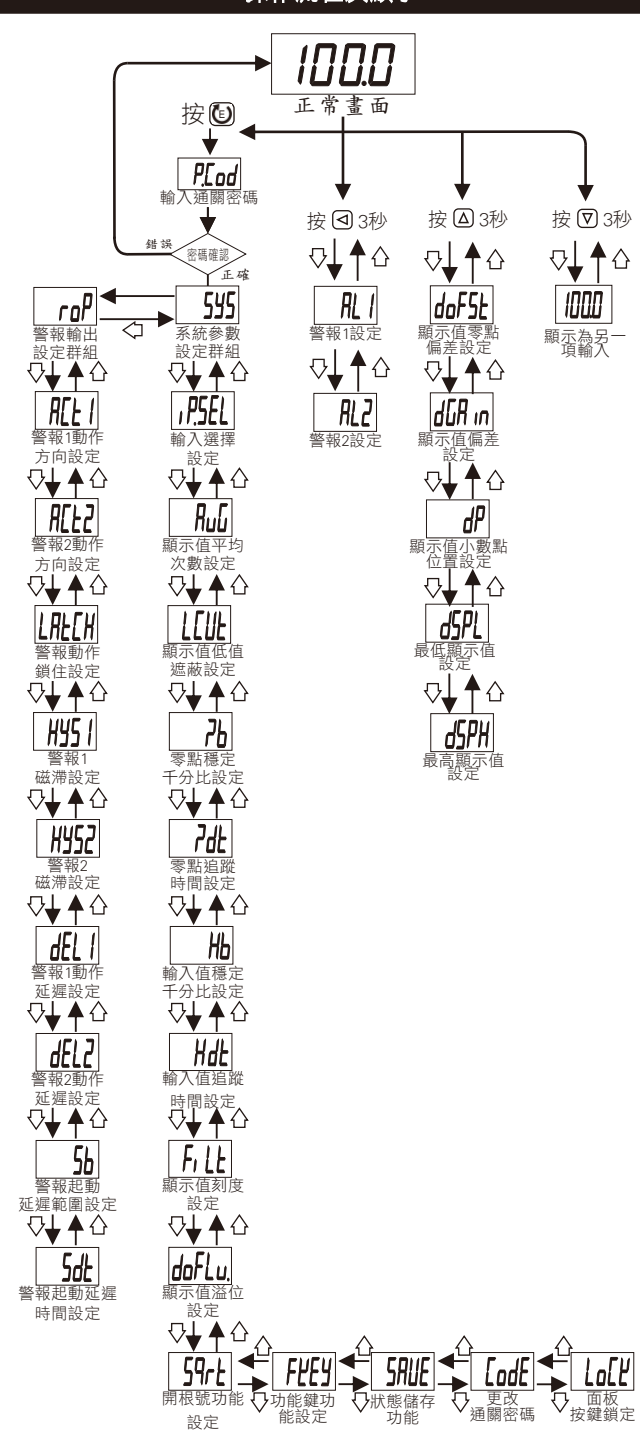 100.0
正常畫面
按 E
P.Cod
輸入通關密碼
錯誤
密碼確認
正確
按 3秒
AL1
警報1設定
AL2
警報2設定
按 3秒
doFSt
顯示值零點
偏差設定
dGAin
顯示值偏差
設定
dP
顯示值小數點
位置設定
dSPL
最低顯示值
設定
dSPH
最高顯示值
設定
按 3秒
100.0
顯示為另一
項輸入
roP
警報輸出
設定群組
ACt1
警報1動作
方向設定
ACt2
警報2動作
方向設定
LAtCH
警報動作
鎖住設定
HYS1
警報1
磁滯設定
HYS2
警報2
磁滯設定
dEL1
警報1動作
延遲設定
dEL2
警報2動作
延遲設定
Sb
警報起動
延遲範圍設定
Sdt
警報起動延遲
時間設定
SYS
系統參數
設定群組
iP.SEL
輸入選擇
設定
AvG
顯示值平均
次數設定
LCUt
顯示值低值
遮蔽設定
Zb
零點穩定
千分比設定
Zdt
零點追蹤
時間設定
Hb
輸入值穩定
千分比設定
Hdt
輸入值追蹤
時間設定
FiLt
顯示值刻度
設定
doFLv.
顯示值溢位
設定
Sqrt
開根號功能
設定
FKEY
功能鍵功
能設定
SAVE
狀態儲存
功能
CodE
更改
通關密碼
LoCK
面板
按鍵鎖定